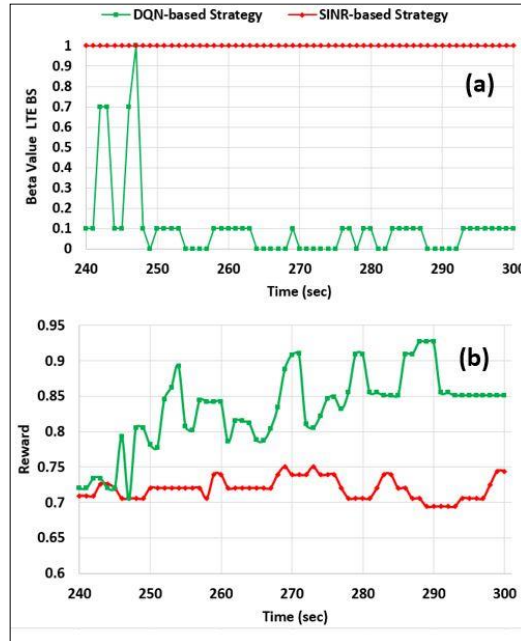 DQN-based Strategy SINR-based Strategy
1
0.9
0.8
0.7
0.6
0.5
0.4
0.3
0.2
0.1
0
Beta Value LTE BS
(a)
240 250 260 270 280 290 300
Time (sec)
0.95
0.9
0.85
0.8
0.75
0.7
0.65
0.6
Reward
(b)
240 250 260 270 280 290 300
Time (sec)